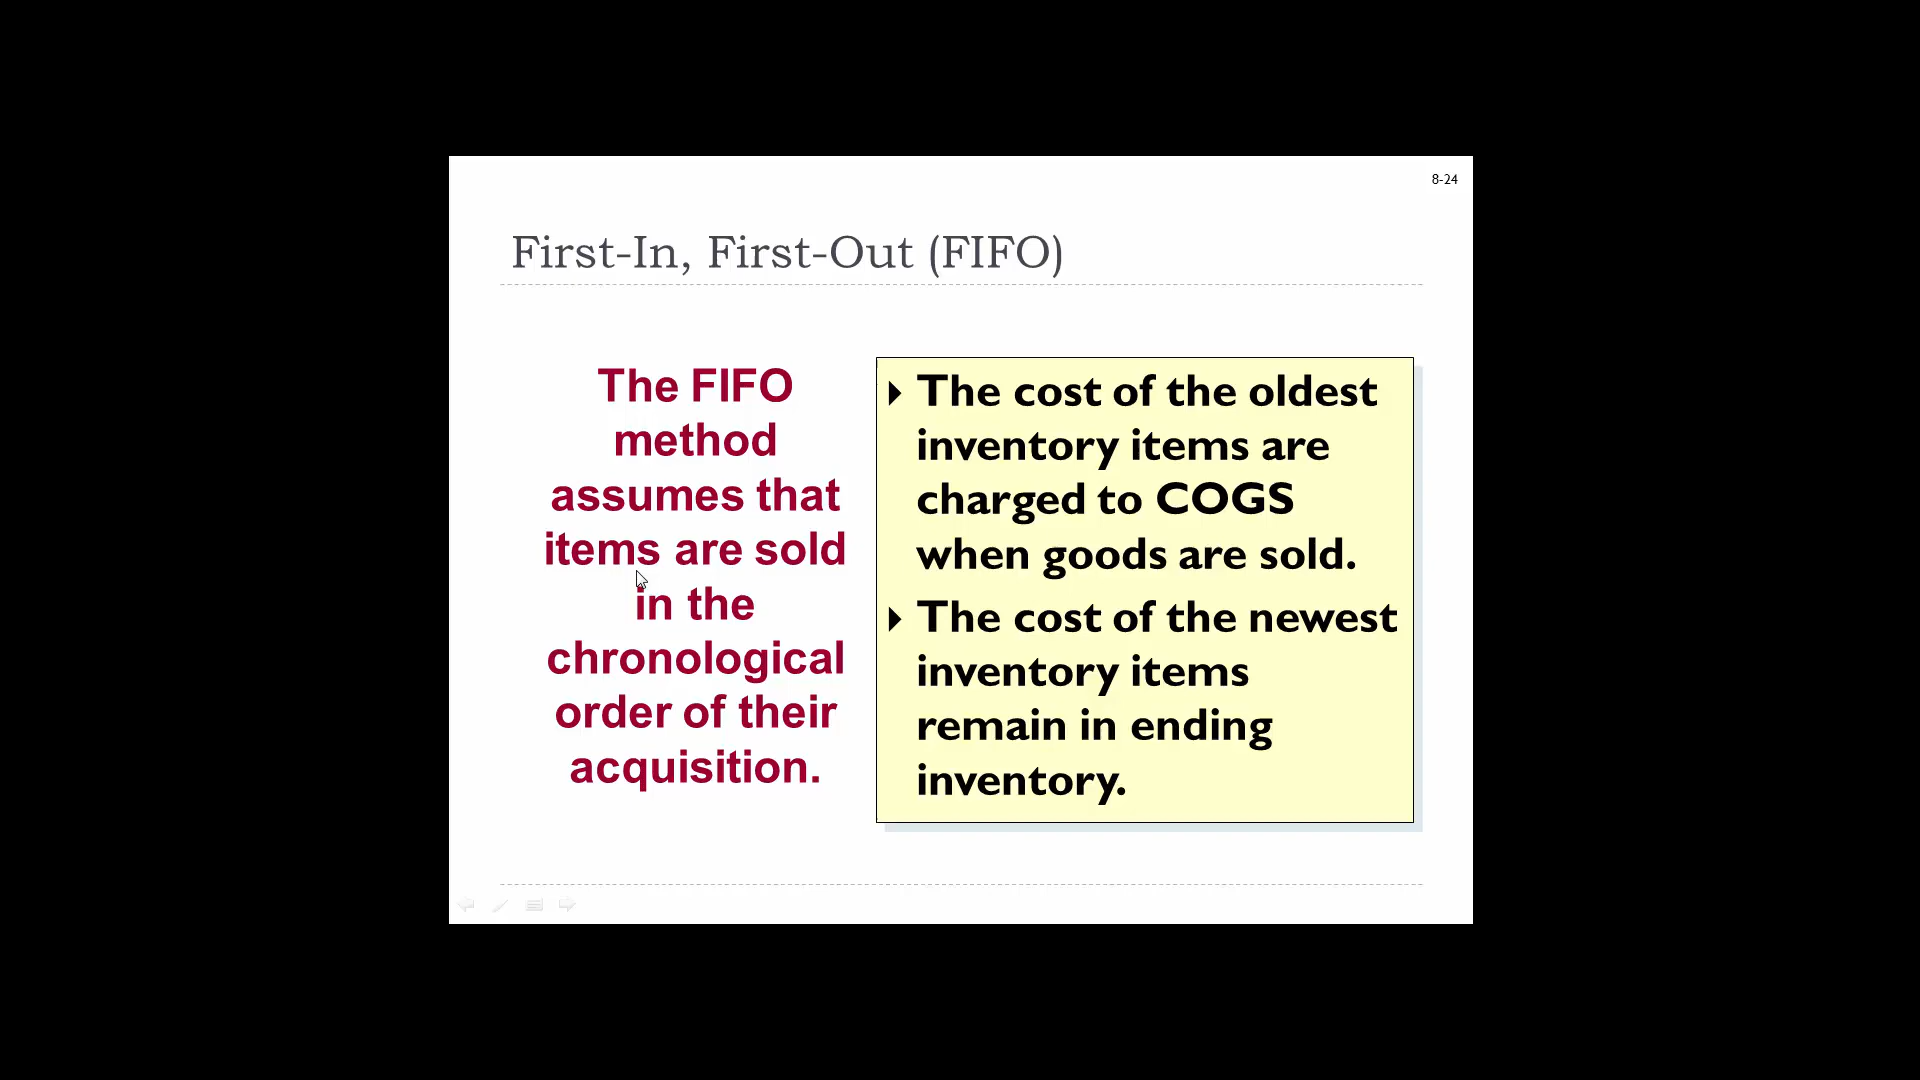 8-24
First-In, First-Out (FIFO)
The FIFO
method
assumes that
items are sold
in the
chronological
order of their
acquisition.
The cost of the oldest
inventory items are
charged to COGS
when goods are sold.
The cost of the newest
inventory items
remain in ending
inventory.